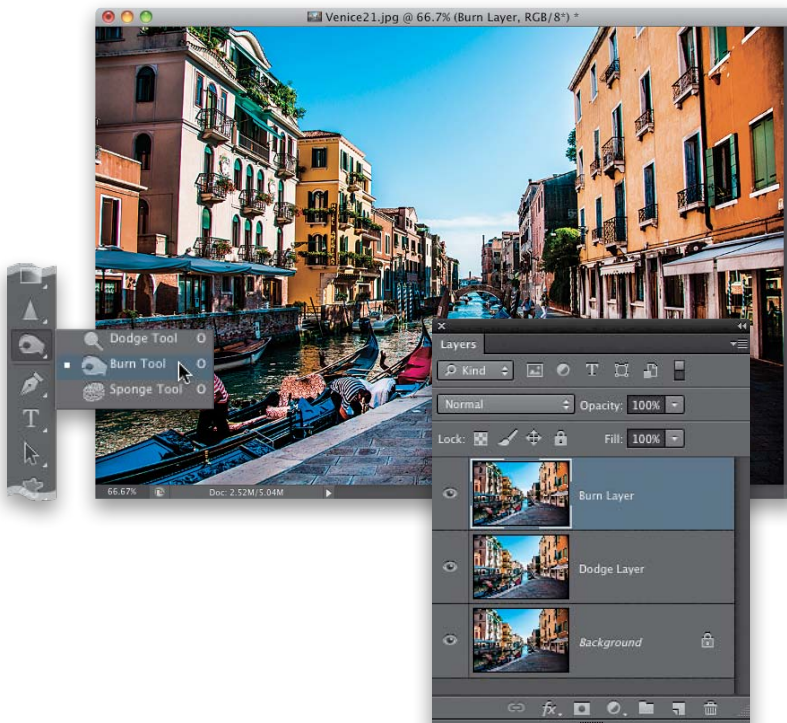 Venice21.jpg @ 66.7% (Burn Layer, RGB/8*) *
Dodge Tool O
Burn Tool O
Sponge Tool O
T
66.67% Doc: 2.52M/5.04M
Layers
Kind T
Normal Opacity: 100%
Lock: Fill: 100%
Burn Layer
Dodge Layer
Background
fx.